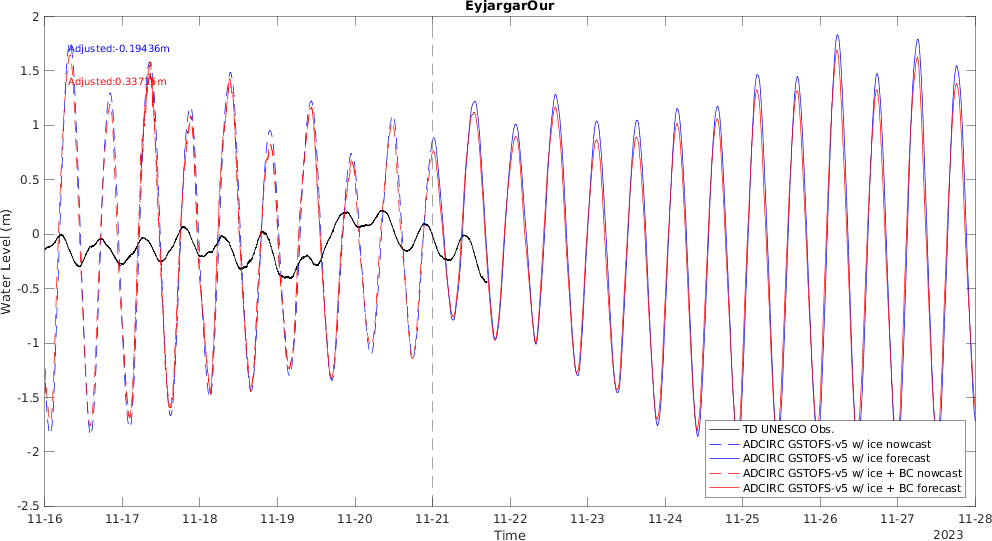 EyjargarOur
2
1.5
1
0.5
0
-0.5
-1
-1.5
-2
-2.5
Water Level (m)
Adjusted:-0.19436m
Adjusted:0.33715m
TD UNESCO Obs.
ADCIRC GSTOFS-v5 w/ ice nowcast
ADCIRC GSTOFS-v5 w/ ice forecast
ADCIRC GSTOFS-v5 w/ ice + BC nowcast
ADCIRC GSTOFS-v5 w/ ice + BC forecast
11-16 11-17 11-18 11-19 11-20 11-21 11-22 11-23 11-24 11-25 11-26 11-27 11-28
Time
2023